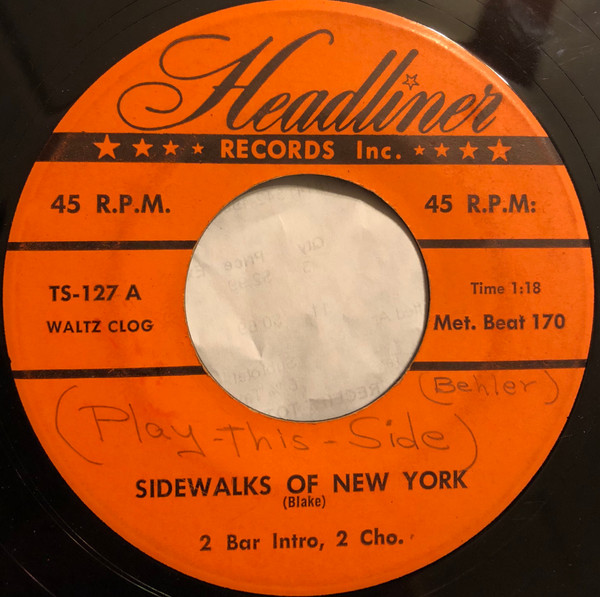 Headliner
RECORDS Inc.
45 R.P.M.
45 R.P.M.
TS-127 A
Time 1:18
WALTZ CLOG
Met. Beat 170
(Behler)
(Play-This-Side)
SIDEWALKS OF NEW YORK
(Blake)
2 Bar Intro, 2 Cho.